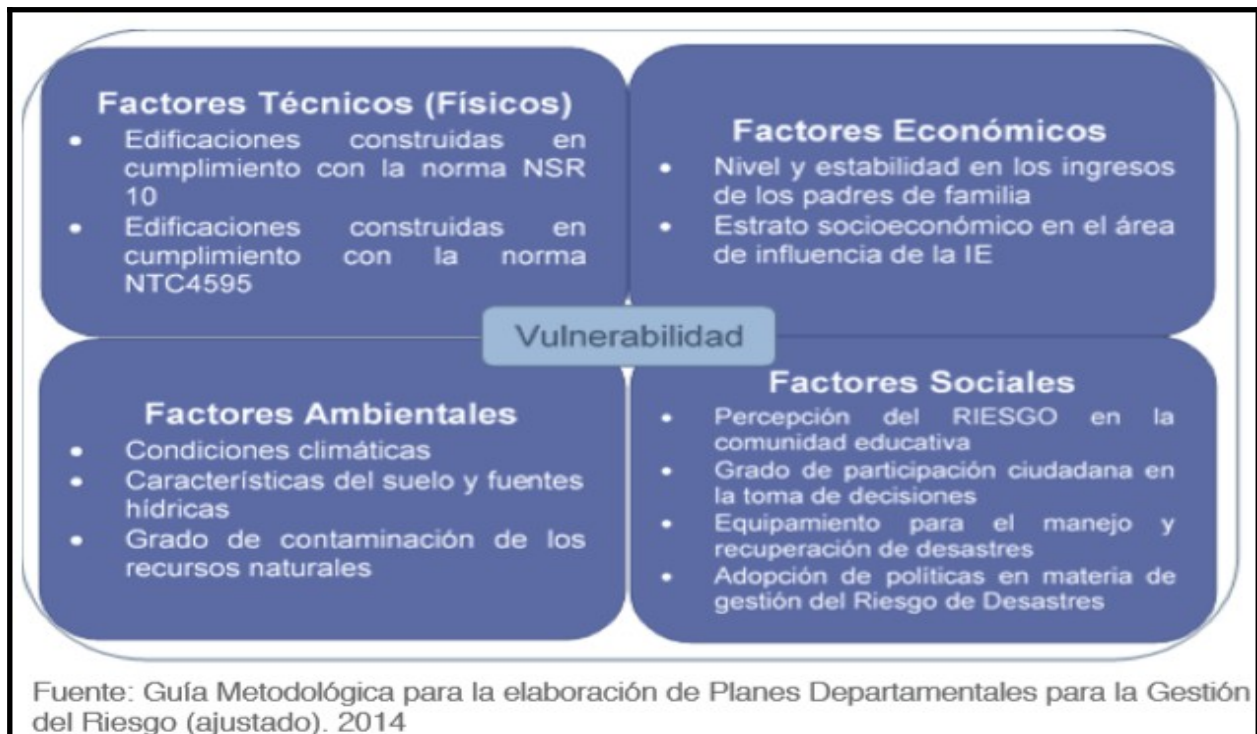 Factores Técnicos (Físicos)
• Edificaciones construidas en
cumplimiento con la norma NSR
10
• Edificaciones construidas en
cumplimiento con la norma
NTC4595
Factores Económicos
• Nivel y estabilidad en los ingresos
de los padres de familia
• Estrato socioeconómico en el área
de influencia de la IE
Vulnerabilidad
Factores Ambientales
• Condiciones climáticas
• Características del suelo y fuentes
hídricas
• Grado de contaminación de los
recursos naturales
Factores Sociales
• Percepción del RIESGO en la
comunidad educativa
• Grado de participación ciudadana en
la toma de decisiones
• Equipamiento para el manejo y
recuperación de desastres
• Adopción de políticas en materia de
gestión del Riesgo de Desastres
Fuente: Guía Metodológica para la elaboración de Planes Departamentales para la Gestión
del Riesgo (ajustado). 2014